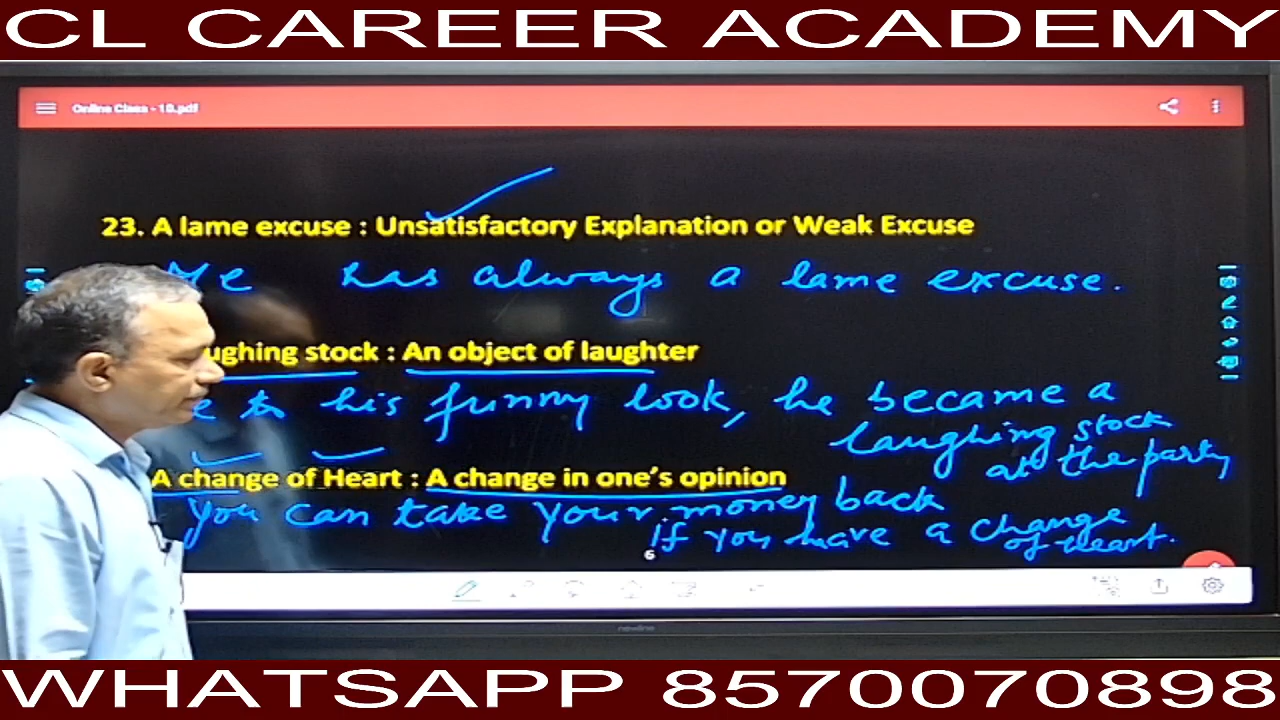 CL CAREER ACADEMY
Online Class - 10.pdf
23. A lame excuse : Unsatisfactory Explanation or Weak Excuse
He has always a lame excuse.
ughing stock : An object of laughter
e to his funny look, he became a
laughing stock
at the party
A change of Heart : A change in one's opinion
you can take your money back
if you have a change
of Heart.
6
newline
WHATSAPP 8570070898